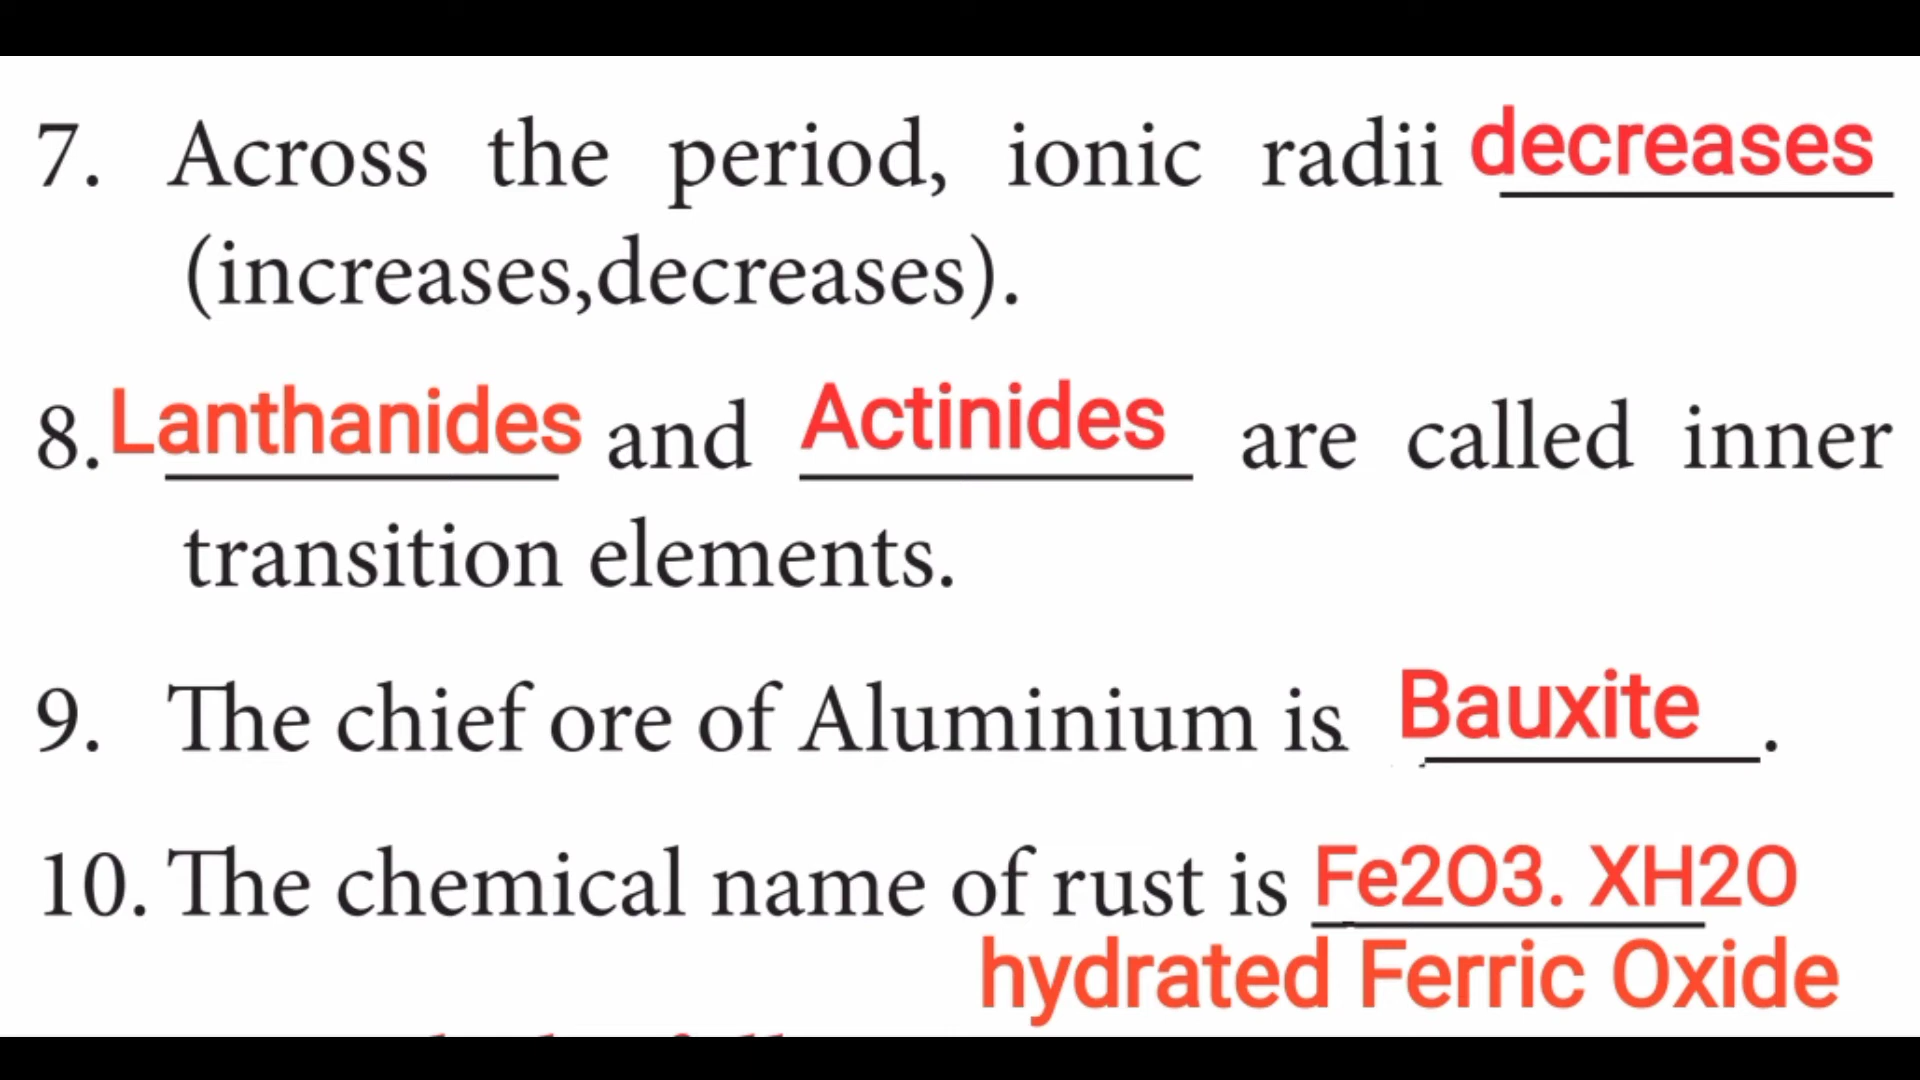 7. Across the period, ionic radii decreases
(increases,decreases).
8. Lanthanides and Actinides are called inner
transition elements.
9. The chief ore of Aluminium is Bauxite .
10. The chemical name of rust is Fe2O3. XH2O
hydrated Ferric Oxide